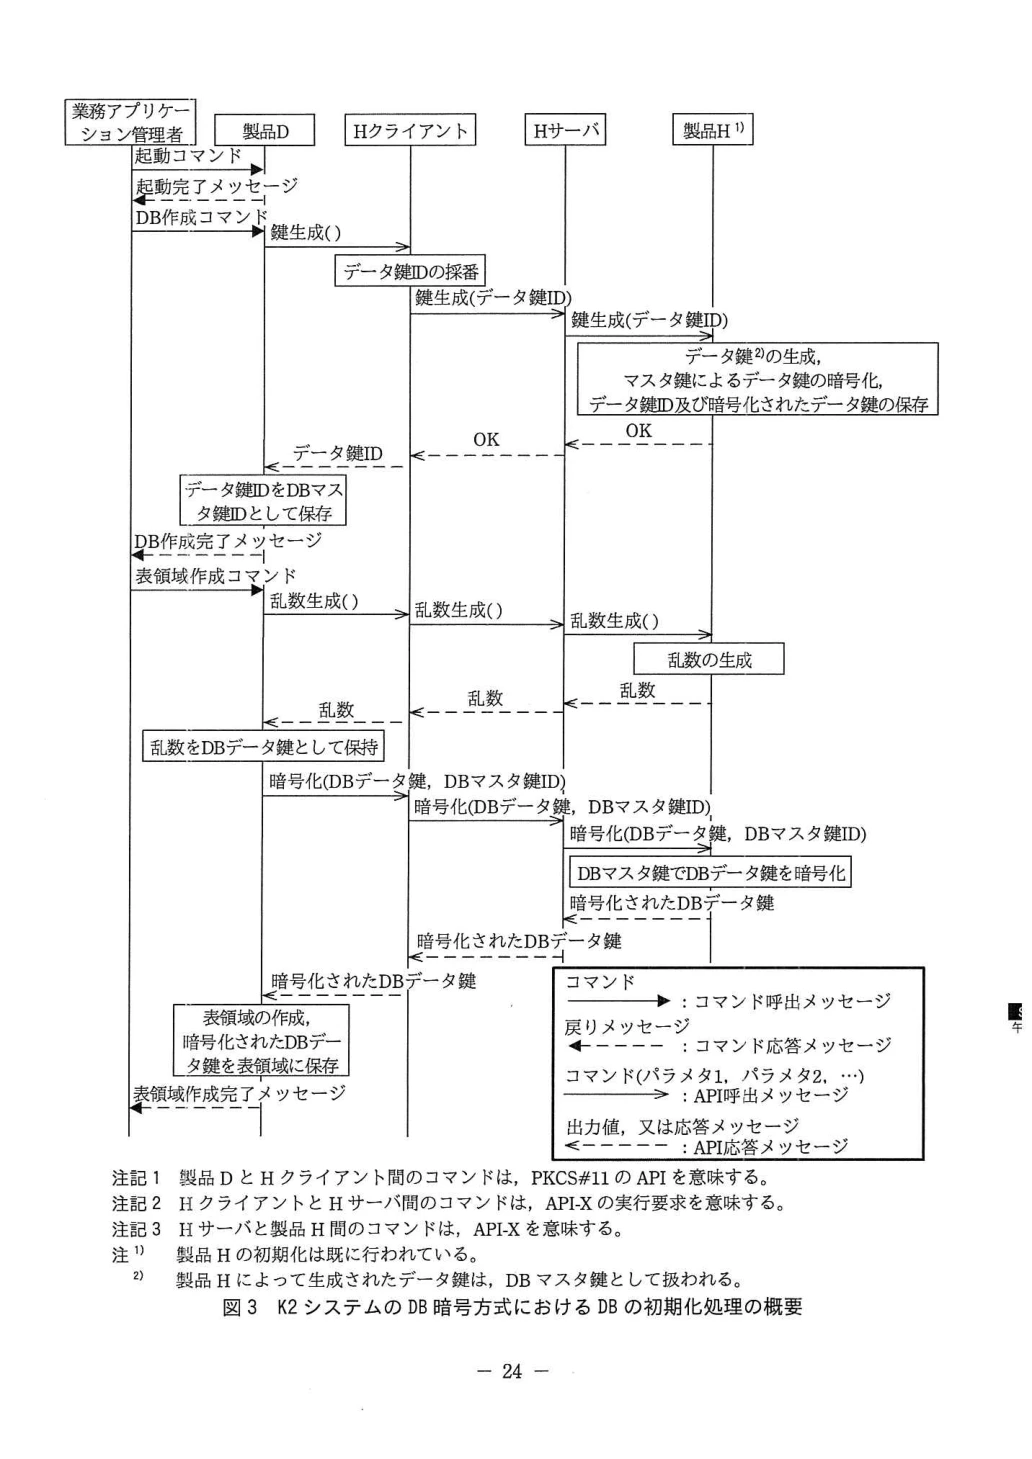 業務アプリケー
ション管理者
製品D
Hクライアント
Hサーバ
製品H 1)
起動コマンド
起動完了メッセージ
DB作成コマンド
鍵生成( )
データ鍵IDの採番
鍵生成(データ鍵ID)
鍵生成(データ鍵ID)
データ鍵2)の生成,
マスタ鍵によるデータ鍵の暗号化,
データ鍵ID及び暗号化されたデータ鍵の保存
OK
OK
データ鍵ID
データ鍵IDをDBマス
タ鍵IDとして保存
DB作成完了メッセージ
表領域作成コマンド
乱数生成( )
乱数生成( )
乱数生成( )
乱数の生成
乱数
乱数
乱数
乱数をDBデータ鍵として保持
暗号化(DBデータ鍵，DBマスタ鍵ID)
暗号化(DBデータ鍵，DBマスタ鍵ID)
暗号化(DBデータ鍵，DBマスタ鍵ID)
DBマスタ鍵でDBデータ鍵を暗号化
暗号化されたDBデータ鍵
暗号化されたDBデータ鍵
暗号化されたDBデータ鍵
表領域の作成,
暗号化されたDBデー
タ鍵を表領域に保存
表領域作成完了メッセージ
コマンド
：コマンド呼出メッセージ
戻りメッセージ
：コマンド応答メッセージ
コマンド(パラメタ1，パラメタ2，…)
：API呼出メッセージ
出力値，又は応答メッセージ
：API応答メッセージ
注記1　製品DとHクライアント間のコマンドは，PKCS#11のAPIを意味する。
注記2　HクライアントとHサーバ間のコマンドは，API-Xの実行要求を意味する。
注記3　Hサーバと製品H間のコマンドは，API-Xを意味する。
注1)　製品Hの初期化は既に行われている。
2)　製品Hによって生成されたデータ鍵は，DBマスタ鍵として扱われる。
図3　K2システムのDB暗号方式におけるDBの初期化処理の概要
午
― 24 ―